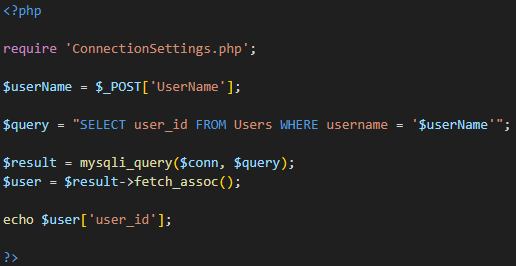 <?php
require 'ConnectionSettings.php';
$userName = $_POST['UserName'];
$query = "SELECT user_id FROM Users WHERE username = '$userName'";
$result = mysqli_query($conn, $query);
$user = $result->fetch_assoc();
echo $user['user_id'];
?>